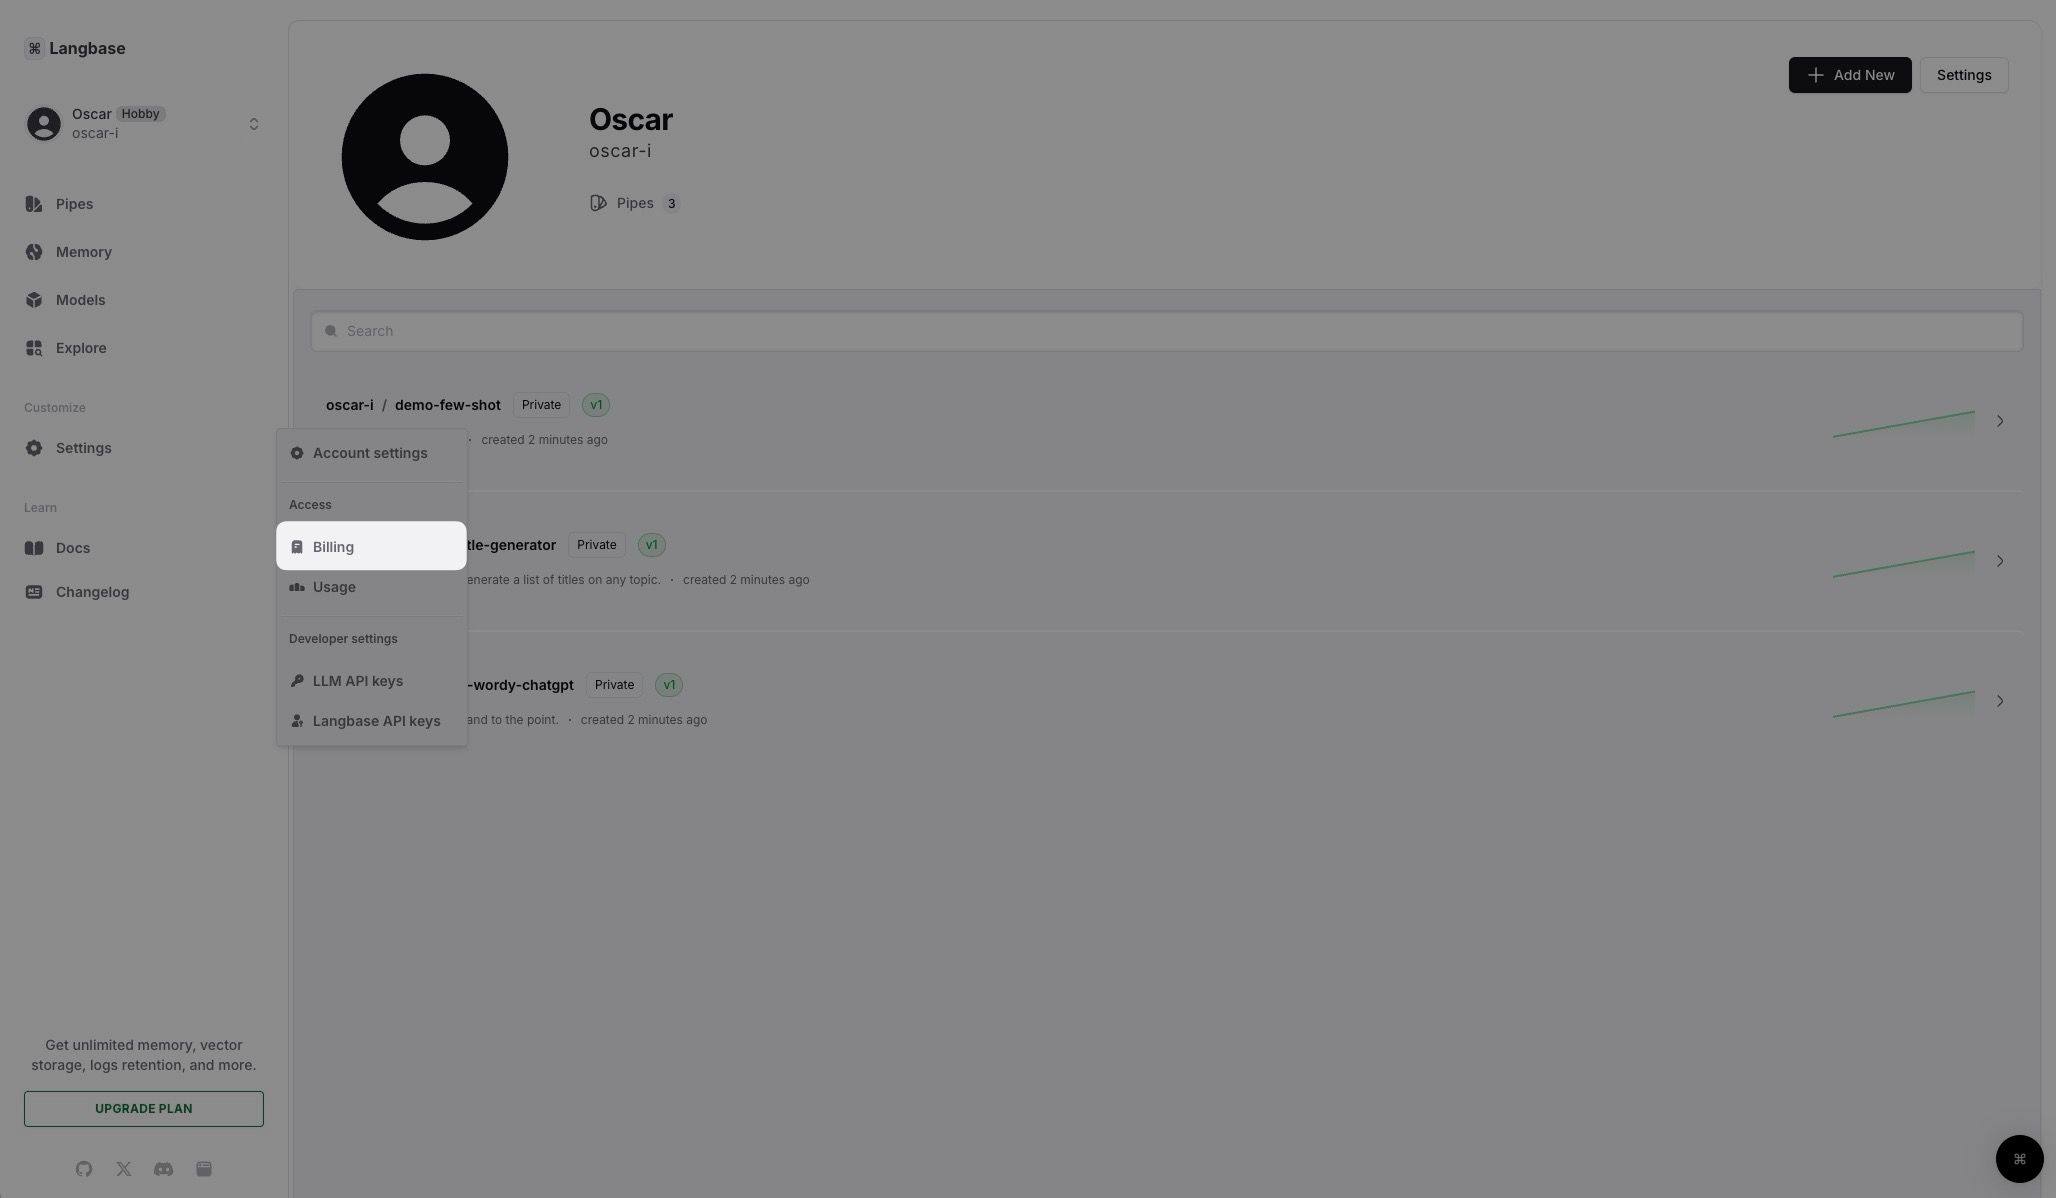 ⌘ Langbase
Oscar Hobby
oscar-i
Pipes
Memory
Models
Explore
Customize
Settings
Learn
Docs
Changelog
Get unlimited memory, vector
storage, logs retention, and more.
UPGRADE PLAN
Account settings
Access
Billing
Usage
Developer settings
LLM API keys
Langbase API keys
+ Add New
Settings
Oscar
oscar-i
Pipes 3
Search
oscar-i / demo-few-shot Private v1
· created 2 minutes ago
tle-generator Private v1
enerate a list of titles on any topic. · created 2 minutes ago
-wordy-chatgpt Private v1
and to the point. · created 2 minutes ago
⌘